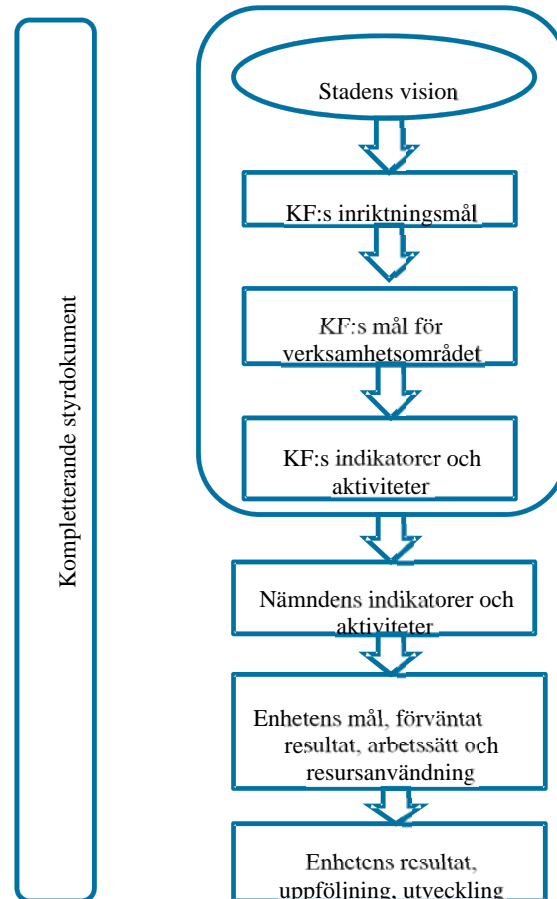 Kompletterande styrdokument
Stadens vision
KF:s inriktningsmål
KF:s mål för
verksamhetsområdet
KF:s indikatorer och
aktiviteter
Nämndens indikatorer och
aktiviteter
Enhetens mål, förväntat
resultat, arbetssätt och
resursanvändning
Enhetens resultat,
uppföljning, utveckling